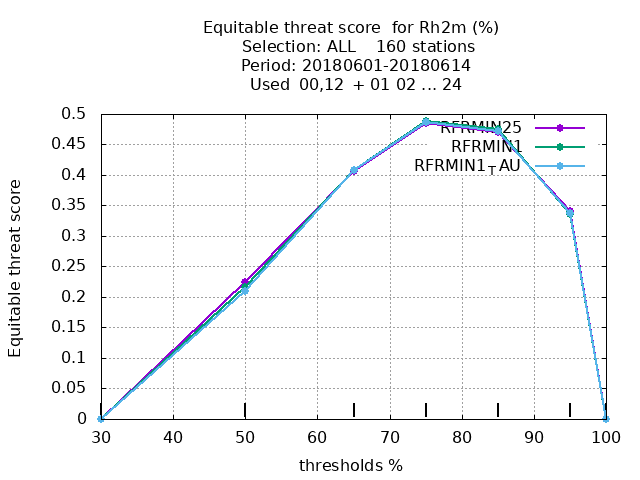 Equitable threat score for Rh2m (%)
Selection: ALL 160 stations
Period: 20180601-20180614
Used 00,12 + 01 02 ... 24
Equitable threat score
0.5
0.45
0.4
0.35
0.3
0.25
0.2
0.15
0.1
0.05
0
RFRMIN25
RFRMIN1
RFRMIN1TAU
30 40 50 60 70 80 90 100
thresholds %